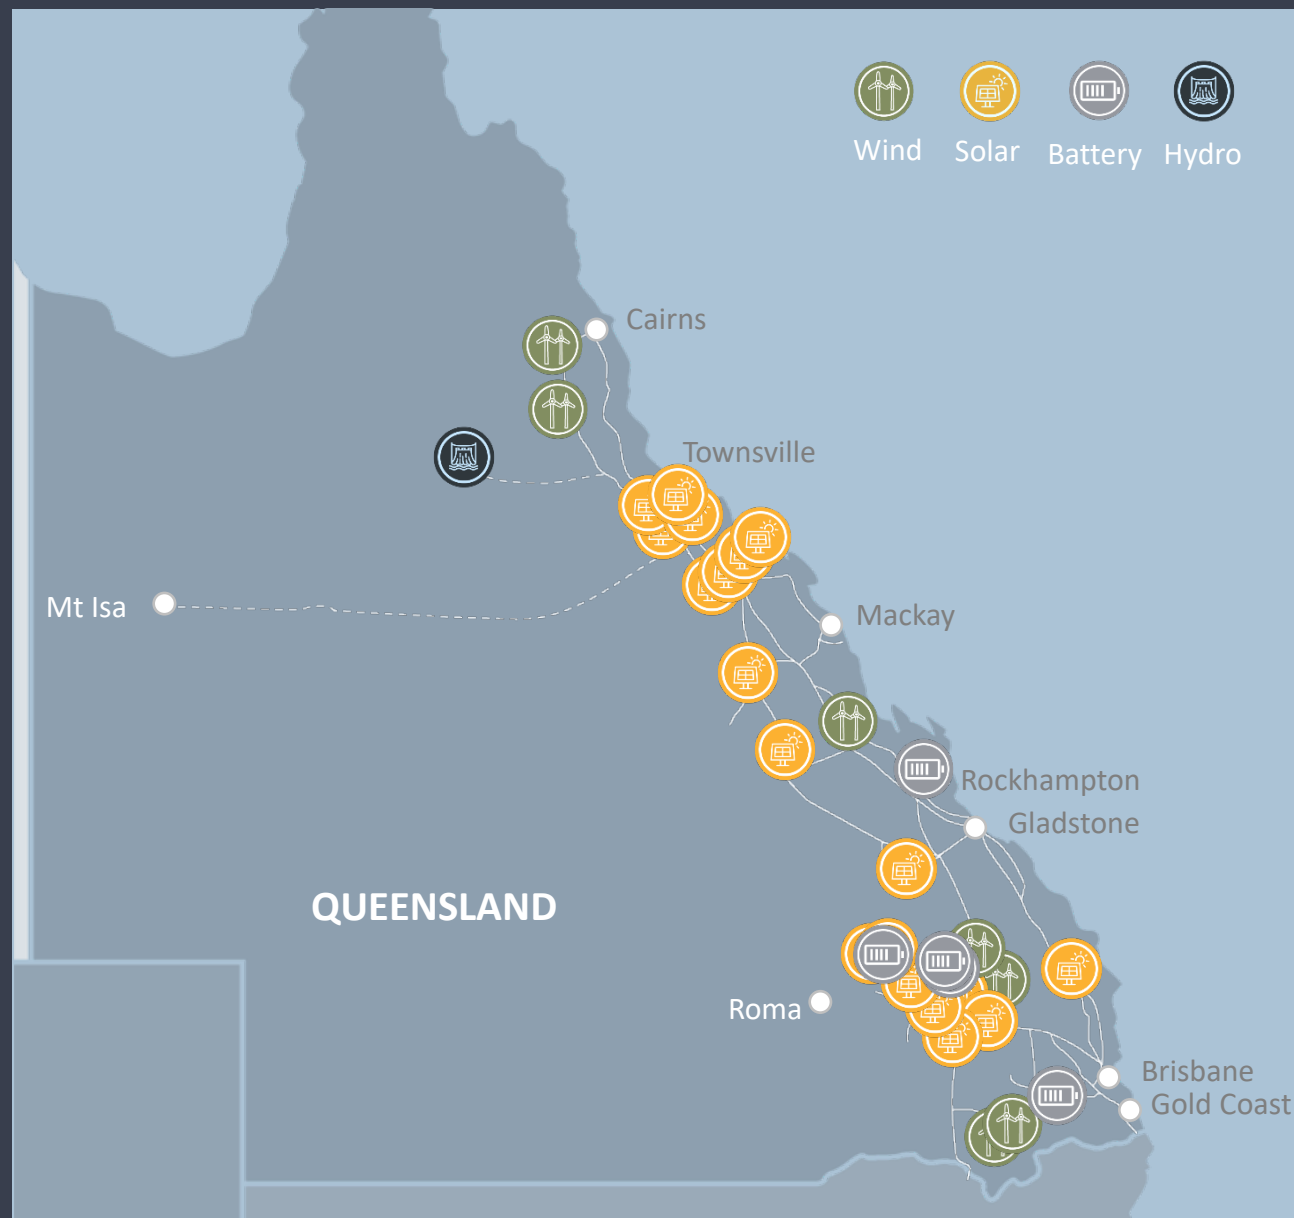 Wind
Solar
Battery
Hydro
Cairns
Townsville
Mt Isa
Mackay
Rockhampton
Gladstone
QUEENSLAND
Roma
Brisbane
Gold Coast